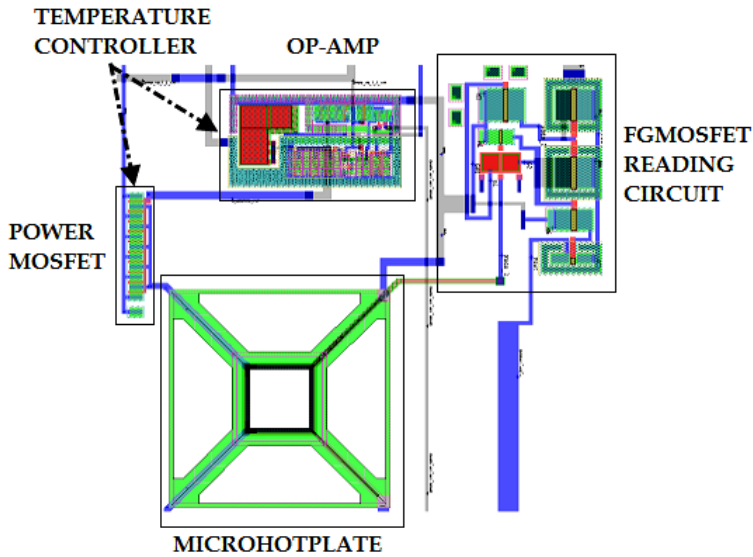 TEMPERATURE
CONTROLLER
OP-AMP
FGMOSFET
READING
CIRCUIT
POWER
MOSFET
MICROHOTPLATE